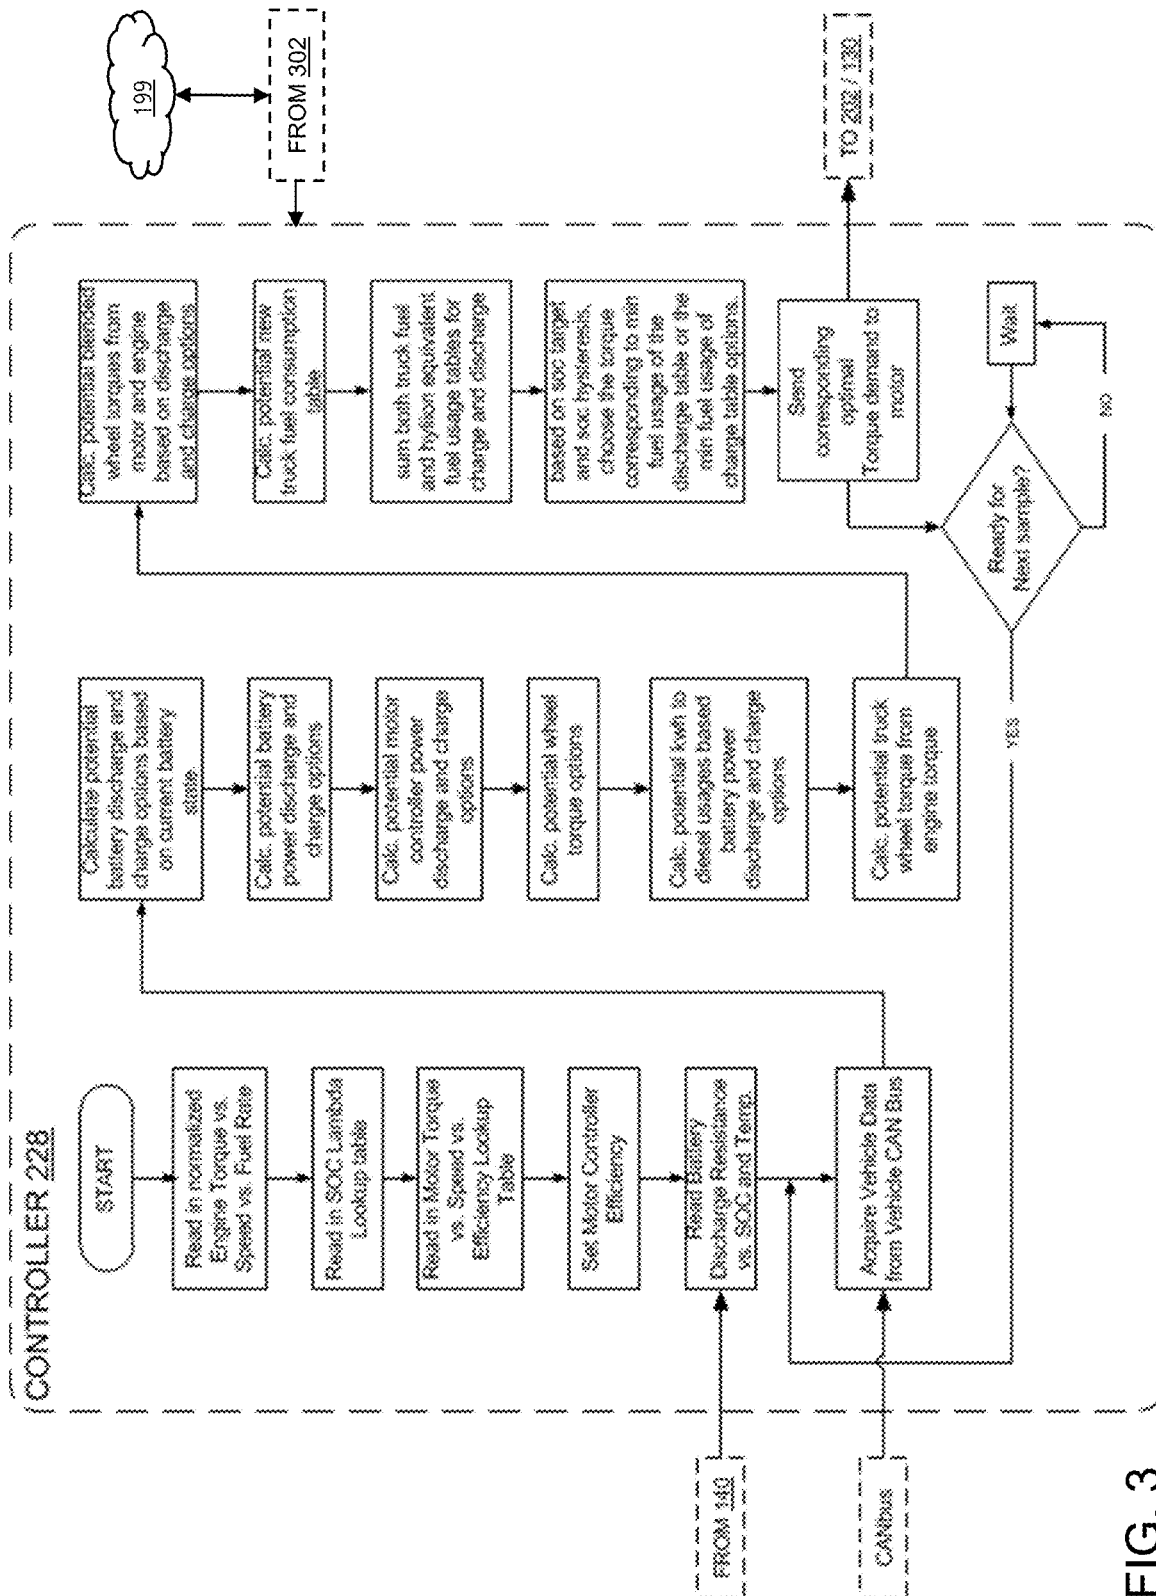 CONTROLLER 228
START
Read in normalized
Engine Torque vs.
Speed vs. Fuel Rate
Read in SOC Lambda
Lookup table
Read in Motor Torque
vs. Speed vs.
Efficiency Lookup
Table
Set Motor Controller
Efficiency
Read Battery
Discharge Resistance
vs. SOC and Temp.
Acquire Vehicle Data
from Vehicle CAN Bus
FROM 140
CANbus
Calculate potential
battery discharge and
charge options based
on current battery
state
Calc. potential battery
power discharge and
charge options
Calc. potential motor
controller power
discharge and charge
options
Calc. potential wheel
torque options
Calc. potential kwh to
diesel usages based
battery power
discharge and charge
options
Calc. potential truck
wheel torque from
engine torque
Calc. potential blended
wheel torques from
motor and engine
based on discharge
and charge options
Calc. potential new
truck fuel consumption
table
sum both truck fuel
and hyliion equivalent
fuel usage tables for
charge and discharge
based on soc target
and soc hysteresis,
choose the torque
corresponding to min
fuel usage of the
discharge table or the
min fuel usage of
charge table options.
Send
corresponding
optimal
Torque demand to
motor
Ready for
Next sample?
YES
NO
Wait
199
FROM 302
TO 202 / 130
FIG. 3